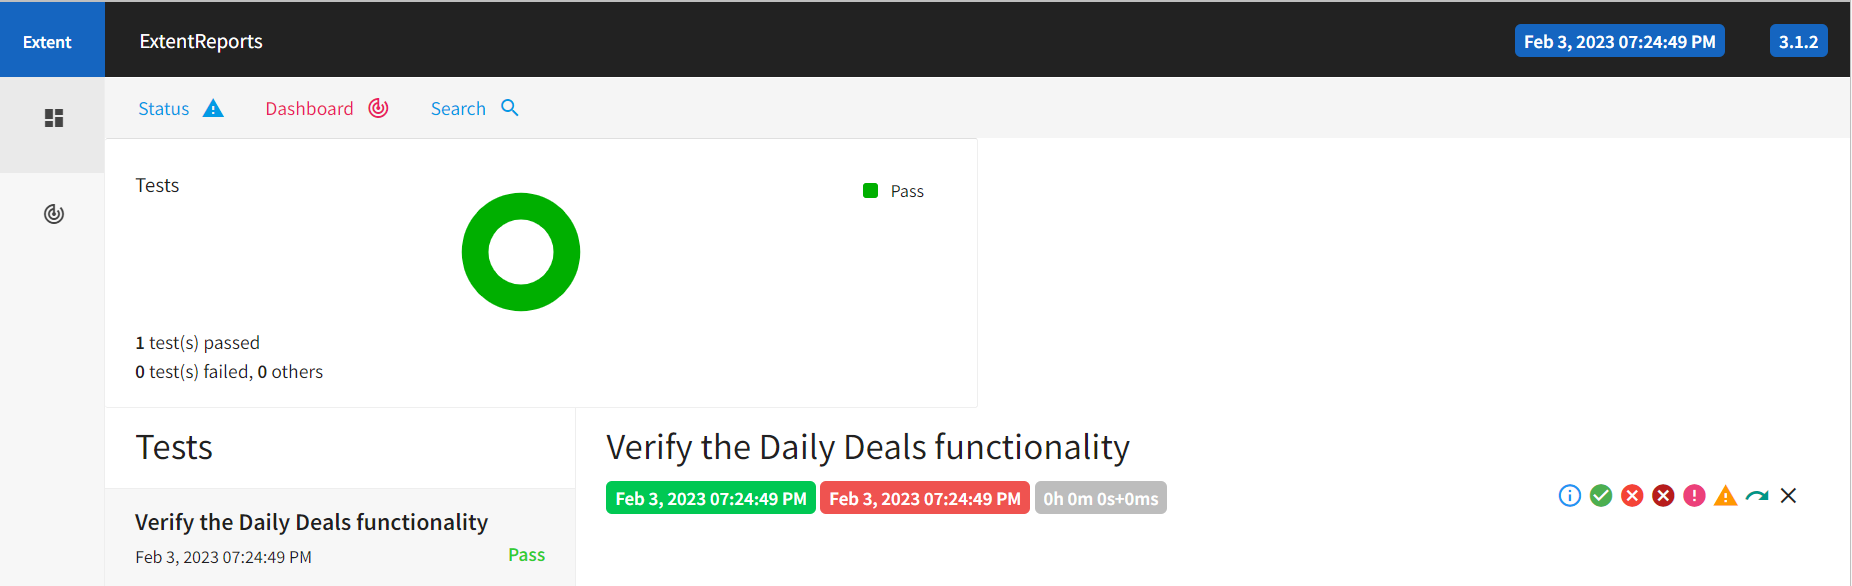 Extent
ExtentReports
Feb 3, 2023 07:24:49 PM
3.1.2
Status
Dashboard
Search
Tests
Pass
1 test(s) passed
0 test(s) failed, 0 others
Tests
Verify the Daily Deals functionality
Feb 3, 2023 07:24:49 PM
Pass
Verify the Daily Deals functionality
Feb 3, 2023 07:24:49 PM Feb 3, 2023 07:24:49 PM 0h 0m 0s+0ms